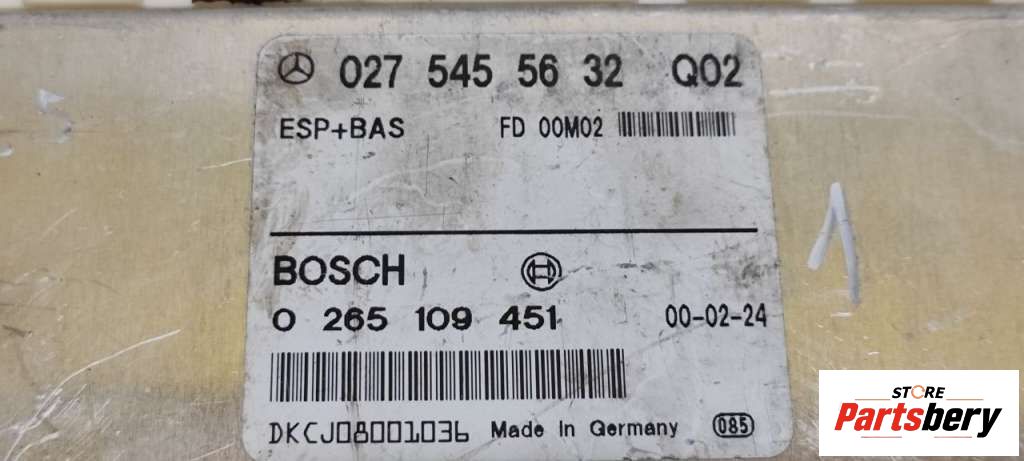 027 545 56 32 Q02
ESP+BAS FD 00M02
BOSCH
0 265 109 451 00-02-24
DKCJ08001036 Made In Germany 085
1
STORE
Partsbery